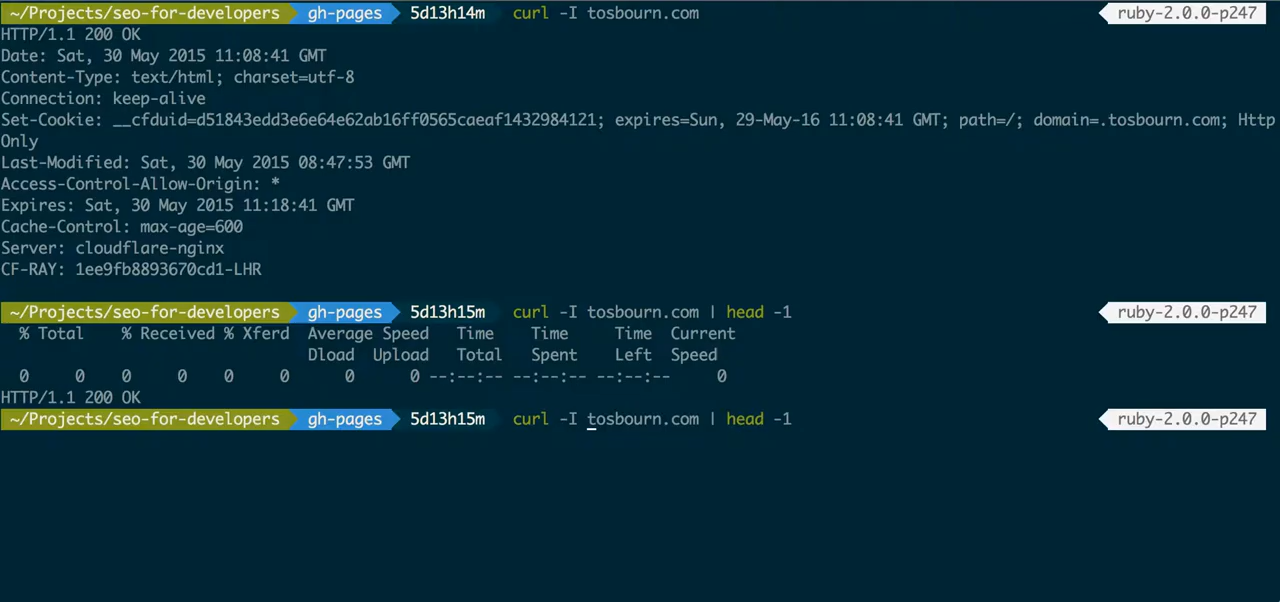 ~/Projects/seo-for-developers gh-pages 5d13h14m curl -I tosbourn.com ruby-2.0.0-p247
HTTP/1.1 200 OK
Date: Sat, 30 May 2015 11:08:41 GMT
Content-Type: text/html; charset=utf-8
Connection: keep-alive
Set-Cookie: __cfduid=d51843edd3e6e64e62ab16ff0565caeaf1432984121; expires=Sun, 29-May-16 11:08:41 GMT; path=/; domain=.tosbourn.com; Http
Only
Last-Modified: Sat, 30 May 2015 08:47:53 GMT
Access-Control-Allow-Origin: *
Expires: Sat, 30 May 2015 11:18:41 GMT
Cache-Control: max-age=600
Server: cloudflare-nginx
CF-RAY: 1ee9fb8893670cd1-LHR
~/Projects/seo-for-developers gh-pages 5d13h15m curl -I tosbourn.com | head -1 ruby-2.0.0-p247
% Total % Received % Xferd Average Speed Time Time Time Current
Dload Upload Total Spent Left Speed
0 0 0 0 0 0 0 0 --:--:-- --:--:-- --:--:-- 0
HTTP/1.1 200 OK
~/Projects/seo-for-developers gh-pages 5d13h15m curl -I tosbourn.com | head -1 ruby-2.0.0-p247